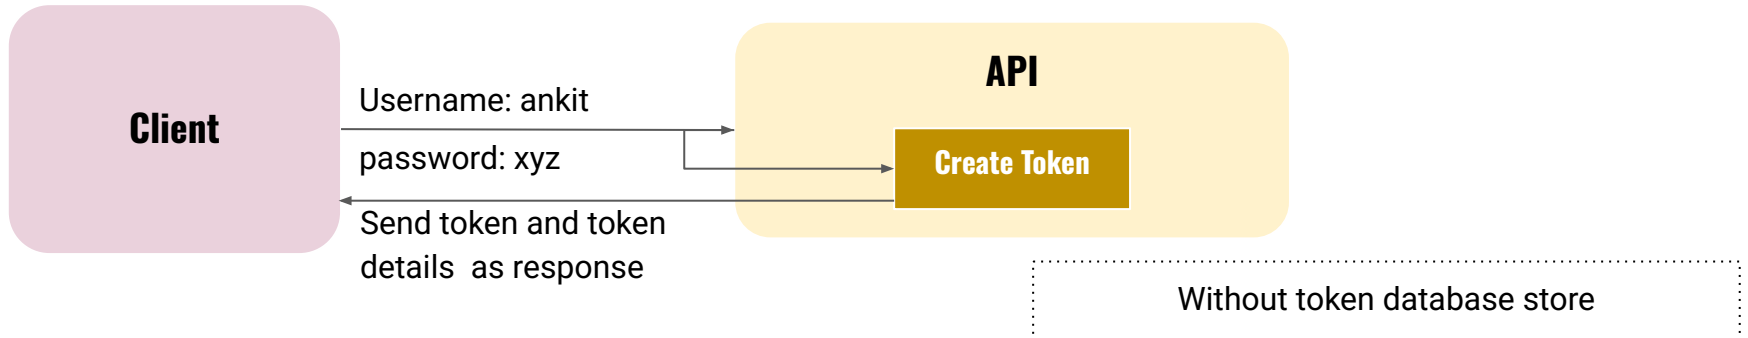 Client
Username: ankit
password: xyz
Send token and token
details  as response
API
Create Token
Without token database store